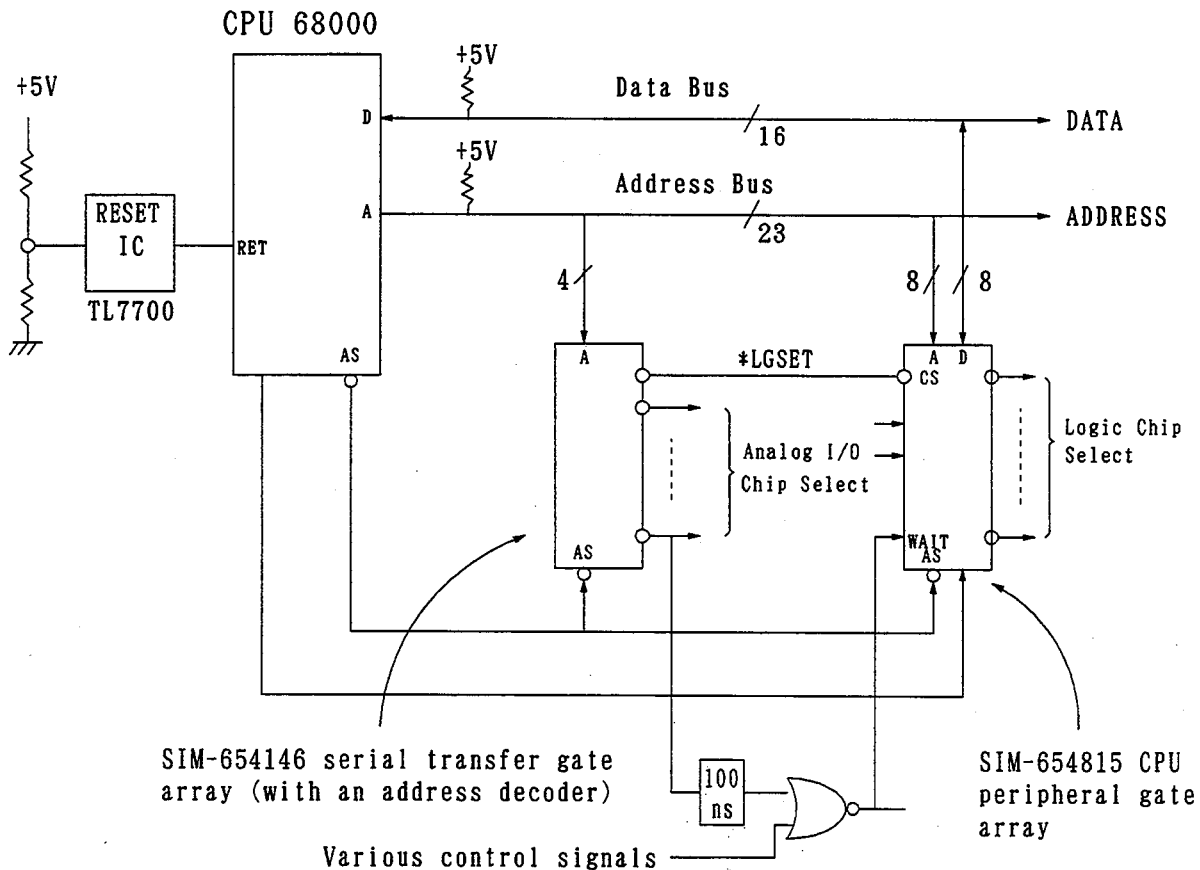 CPU 68000
+5V
+5V
Data Bus
D
16
DATA
+5V
Address Bus
A
23
ADDRESS
RESET
IC
RET
TL7700
4
8
8
AS
A
*LGSET
A D
CS
Analog I/O
Chip Select
Logic Chip
Select
AS
WAIT
AS
SIM-654146 serial transfer gate
array (with an address decoder)
100
ns
SIM-654815 CPU
peripheral gate
array
Various control signals